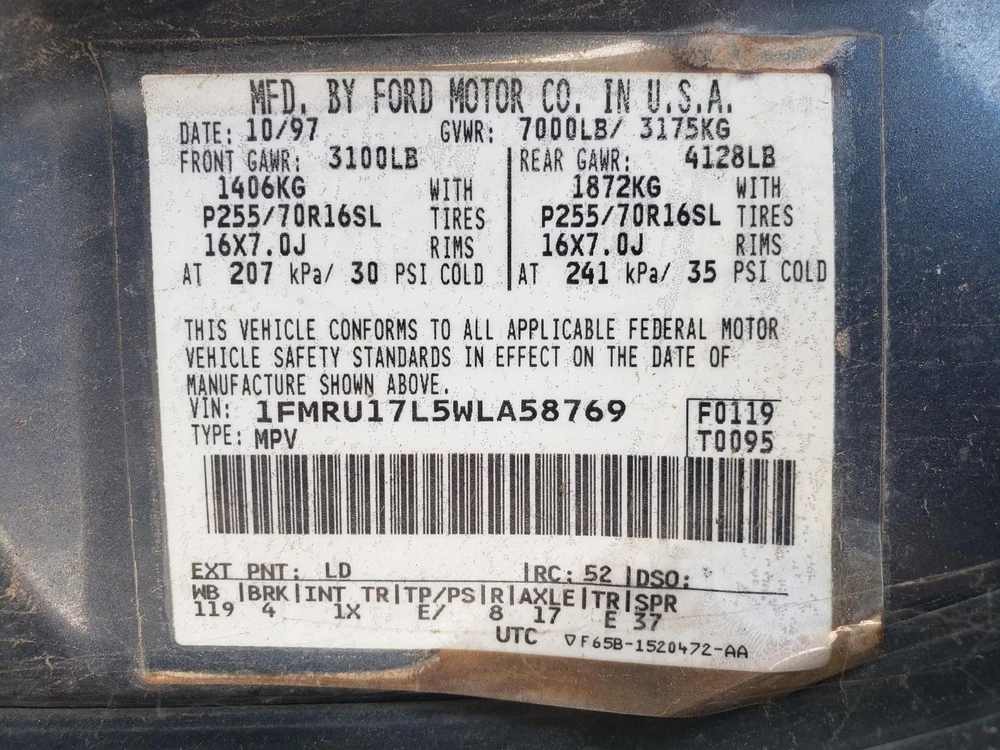 MFD. BY FORD MOTOR CO. IN U.S.A.
DATE: 10/97 GVWR: 7000LB/ 3175KG
FRONT GAWR: 3100LB REAR GAWR: 4128LB
1406KG WITH 1872KG WITH
P255/70R16SL TIRES P255/70R16SL TIRES
16X7.0J RIMS 16X7.0J RIMS
AT 207 kPa/ 30 PSI COLD AT 241 kPa/ 35 PSI COLD
THIS VEHICLE CONFORMS TO ALL APPLICABLE FEDERAL MOTOR
VEHICLE SAFETY STANDARDS IN EFFECT ON THE DATE OF
MANUFACTURE SHOWN ABOVE.
VIN: 1FMRU17L5WLA58769 F0119
TYPE: MPV T0095
EXT PNT: LD |RC: 52 |DSO:
WB |BRK|INT TR|TP/PS|R|AXLE|TR|SPR
119 4 1X E/ 8 17 E 37
UTC ▽F65B-1520472-AA